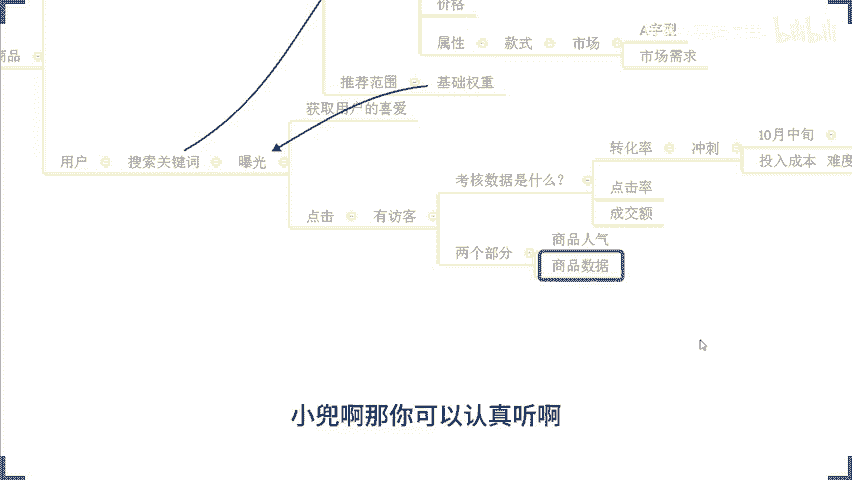 价格
属性 款式 市场
A字型
市场需求
商品
推荐范围 基础权重
获取用户的喜爱
用户 搜索关键词 曝光
转化率 冲刺
10月中旬
投入成本 难度
考核数据是什么？
点击率
成交额
点击 有访客
商品人气
两个部分
商品数据
小兜啊那你可以认真听啊
bilibili